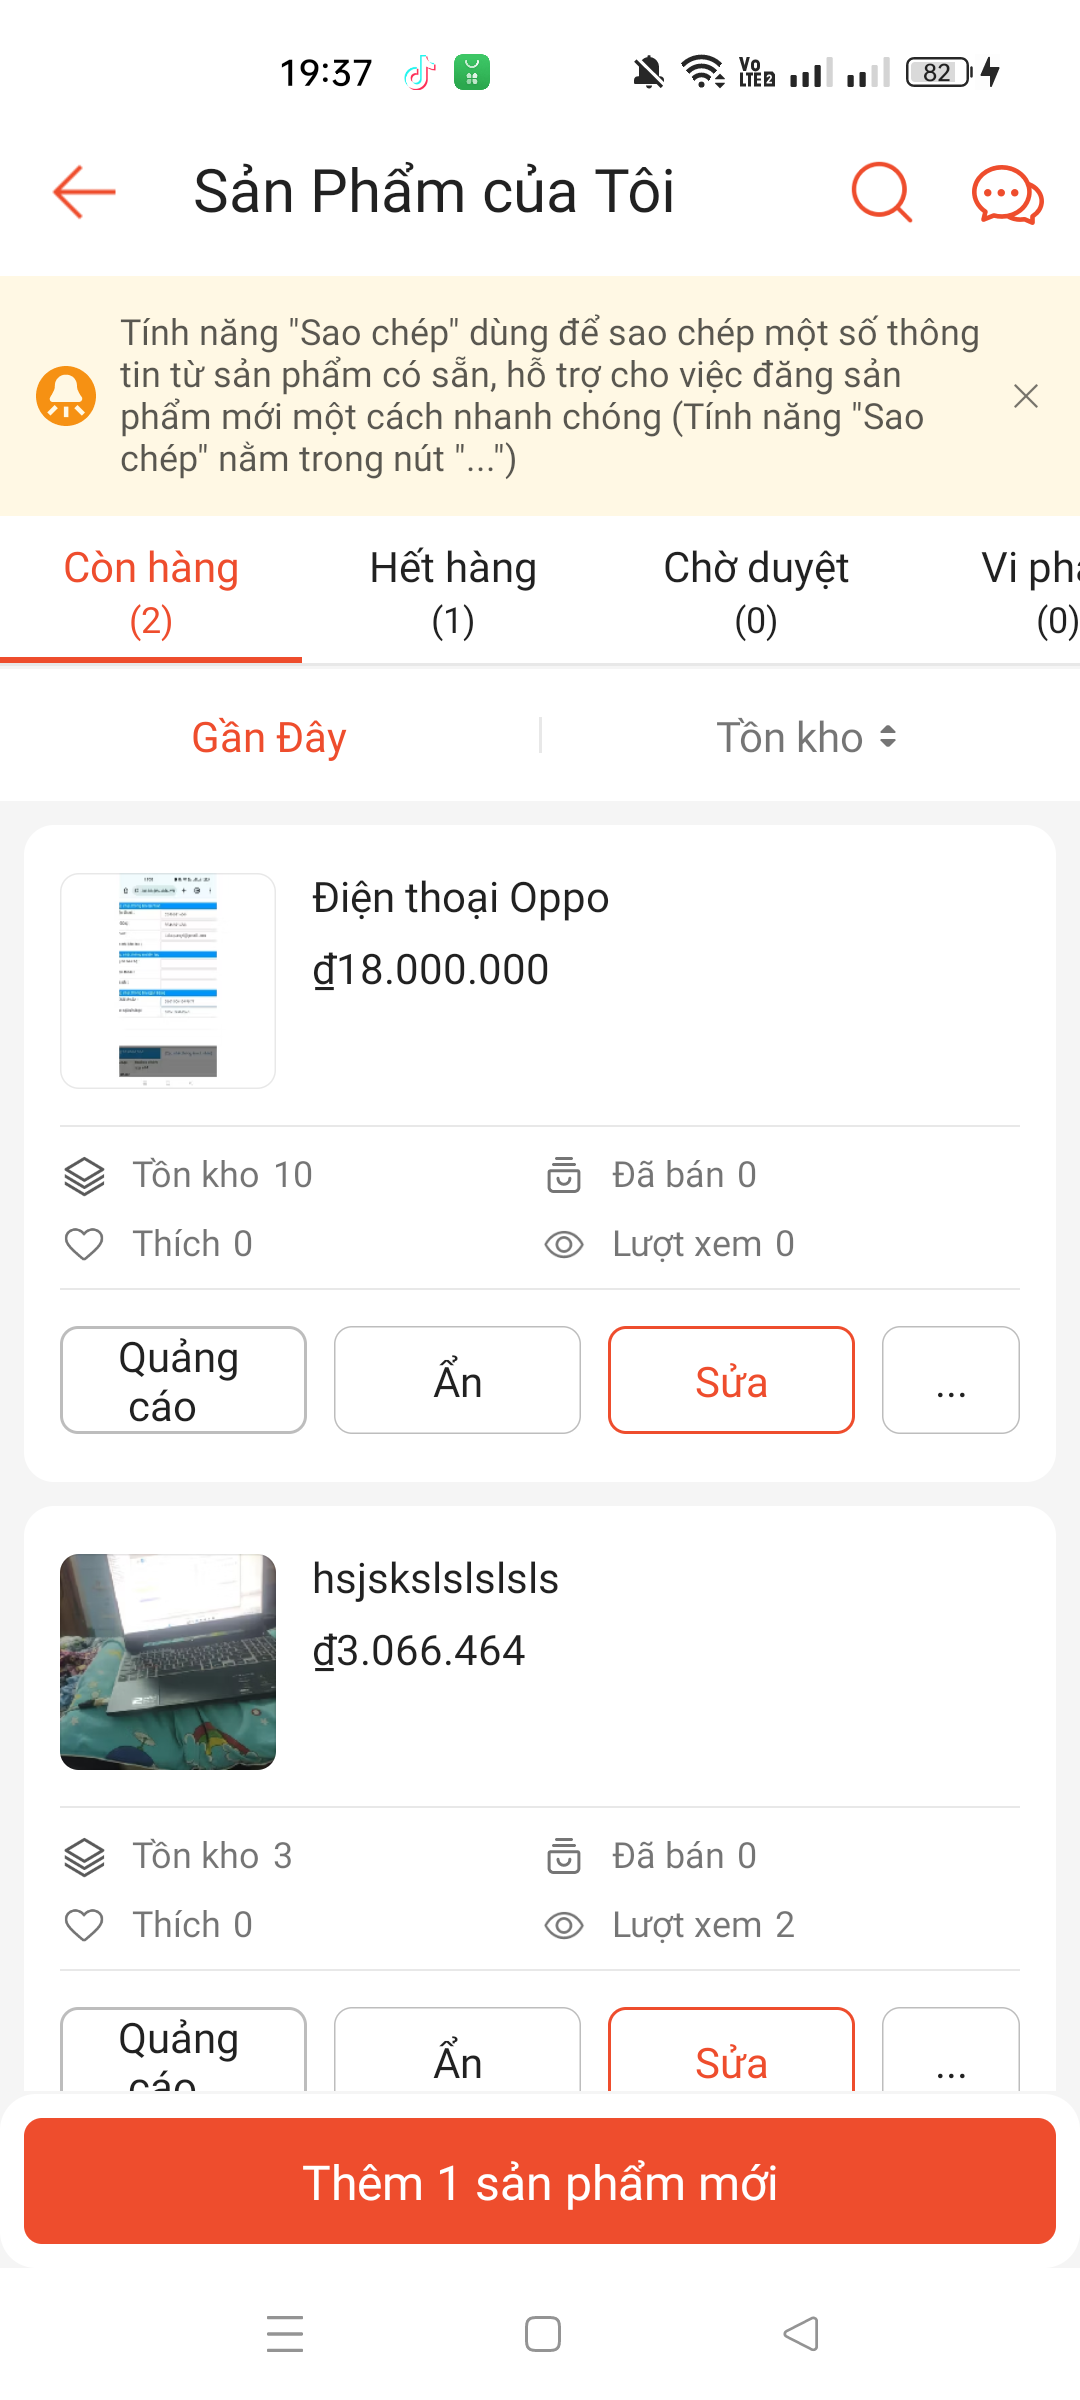 19:37
Vo
LTE2
82
Sản Phẩm của Tôi
Tính năng "Sao chép" dùng để sao chép một số thông
tin từ sản phẩm có sẵn, hỗ trợ cho việc đăng sản
phẩm mới một cách nhanh chóng (Tính năng "Sao
chép" nằm trong nút "...")
Còn hàng
(2)
Hết hàng
(1)
Chờ duyệt
(0)
Vi phạ
(0)
Gần Đây
Tồn kho
Điện thoại Oppo
₫18.000.000
Tồn kho 10
Đã bán 0
Thích 0
Lượt xem 0
Quảng
cáo
Ẩn
Sửa
...
hsjskslslslsls
₫3.066.464
Tồn kho 3
Đã bán 0
Thích 0
Lượt xem 2
Quảng
cáo
Ẩn
Sửa
...
Thêm 1 sản phẩm mới